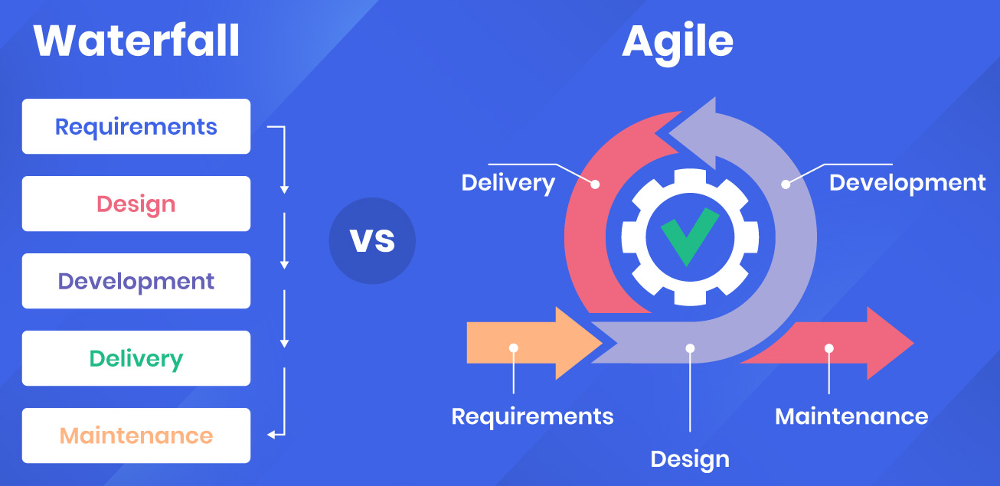 Waterfall
Requirements
Design
Development
Delivery
Maintenance
vs
Agile
Delivery
Development
Requirements
Design
Maintenance